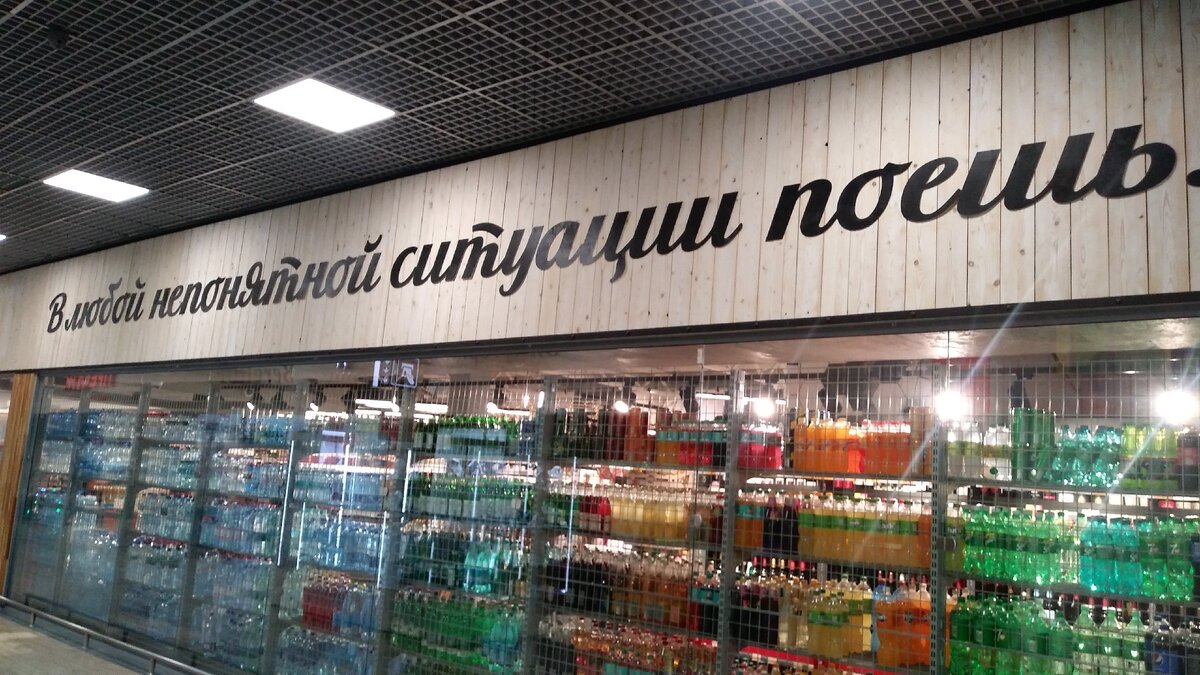 В любой непонятной ситуации поешь.